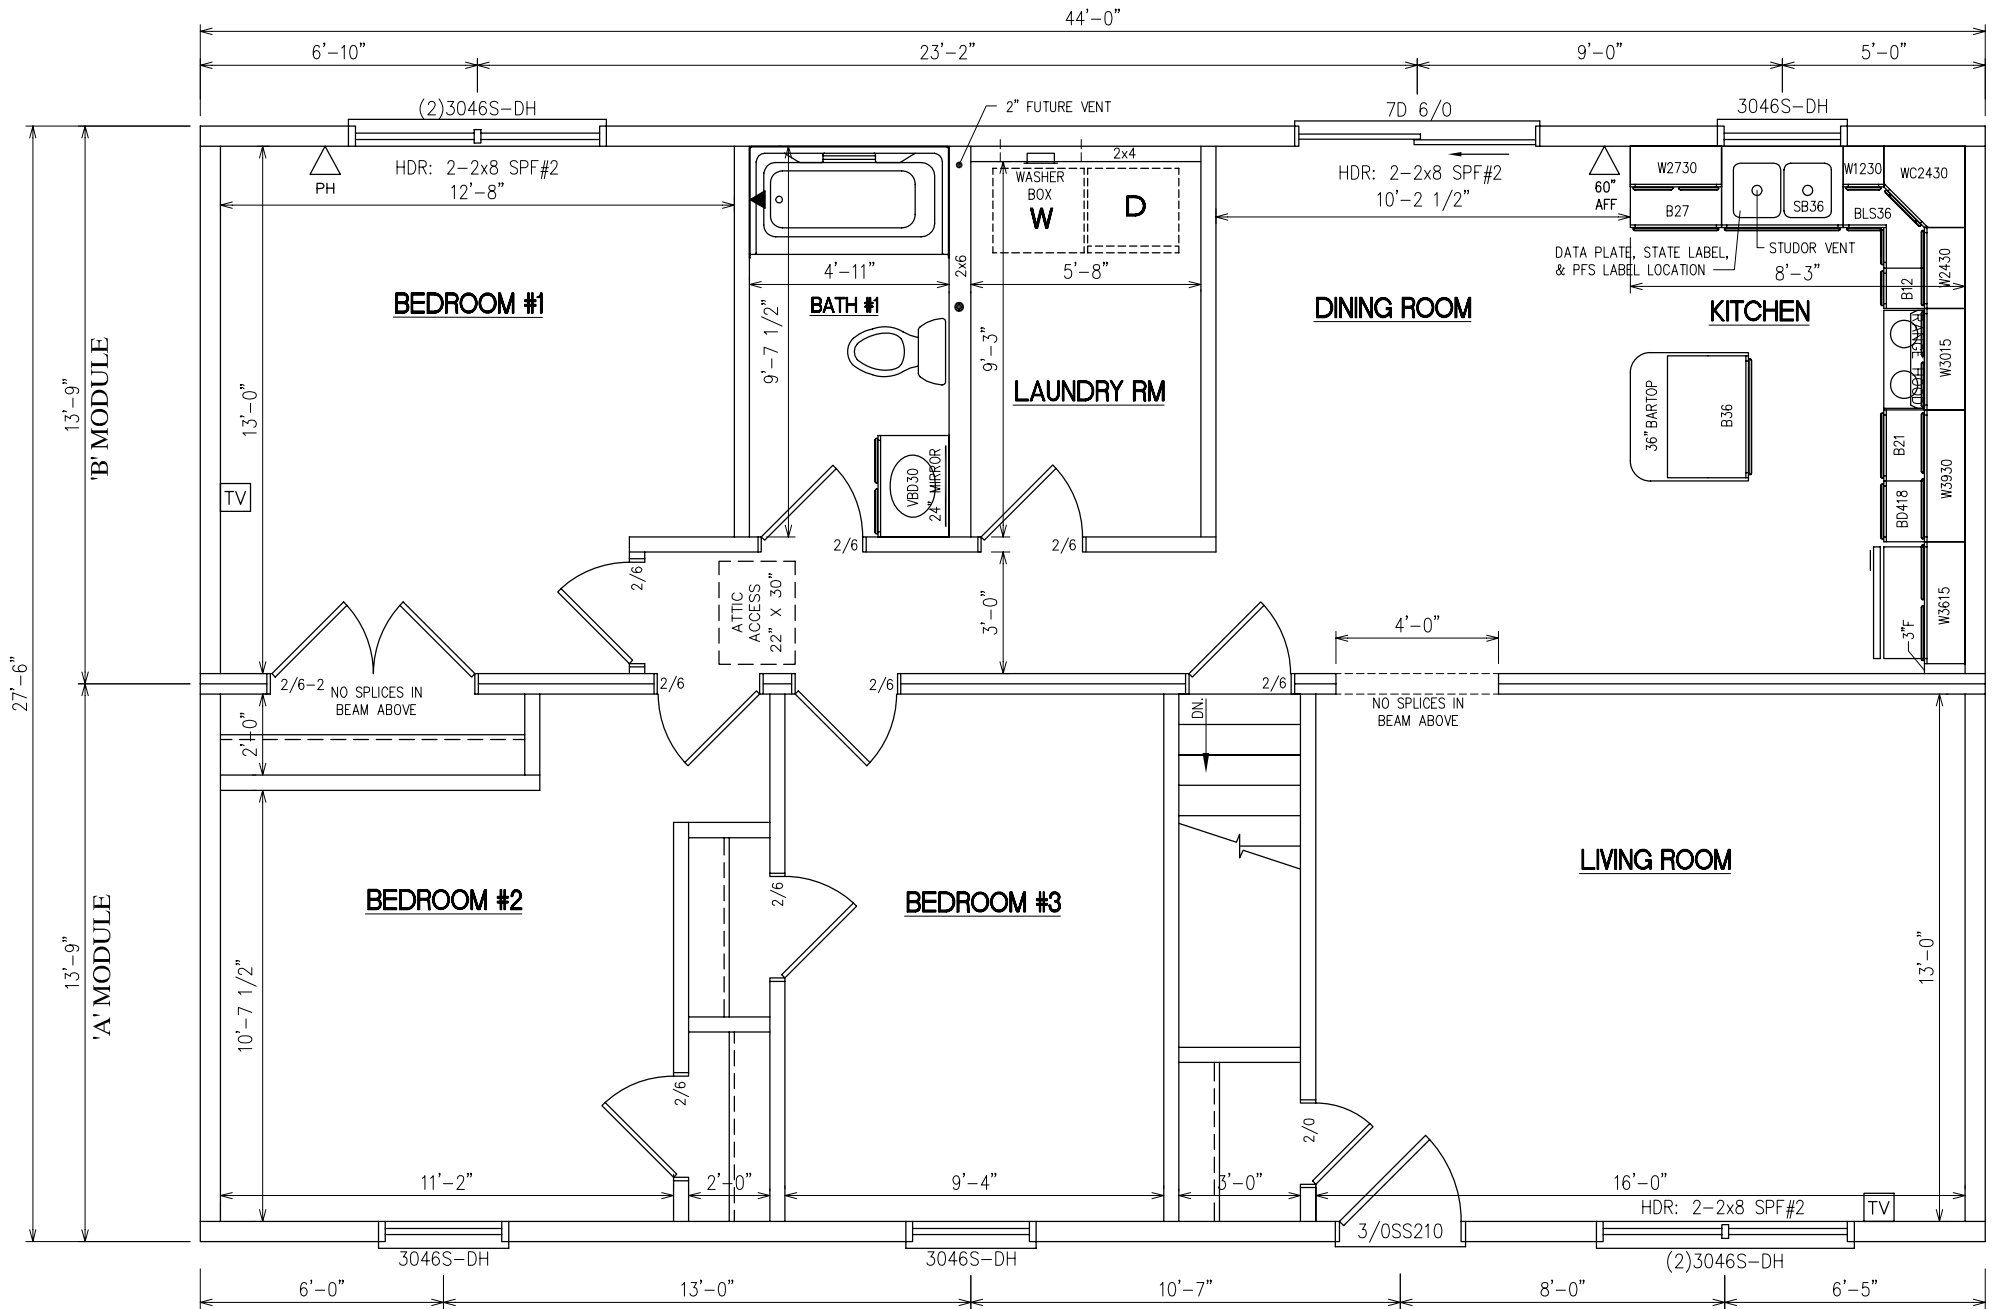 44'-0"
6'-10"
23'-2"
9'-0"
5'-0"
(2)3046S-DH
2" FUTURE VENT
7D 6/0
3046S-DH
PH
HDR: 2-2x8 SPF#2
12'-8"
WASHER
BOX
W
D
2x4
HDR: 2-2x8 SPF#2
10'-2 1/2"
60"
AFF
W2730
B27
SB36
W1230
BLS36
WC2430
DATA PLATE, STATE LABEL,
& PFS LABEL LOCATION
STUDOR VENT
8'-3"
W2430
B12
4'-11"
2x6
5'-8"
BEDROOM #1
BATH #1
9'-7 1/2"
9'-3"
DINING ROOM
KITCHEN
RANGE HOOD
W3015
LAUNDRY RM
13'-0"
36" BARTOP
B36
B21
W3930
BD418
VBD30
24" MIRROR
TV
27'-6"
13'-9"
'B' MODULE
2/6
2/6
2/6
ATTIC
ACCESS
22" X 30"
3'-0"
4'-0"
3"F
W3615
2/6-2
NO SPLICES IN
BEAM ABOVE
2/6
2/6
2/6
NO SPLICES IN
BEAM ABOVE
2'-0"
DN.
13'-9"
'A' MODULE
BEDROOM #2
2/6
BEDROOM #3
LIVING ROOM
10'-7 1/2"
13'-0"
2/6
2/0
11'-2"
2'-0"
9'-4"
3'-0"
16'-0"
HDR: 2-2x8 SPF#2
TV
3046S-DH
3046S-DH
3/0SS210
(2)3046S-DH
6'-0"
13'-0"
10'-7"
8'-0"
6'-5"